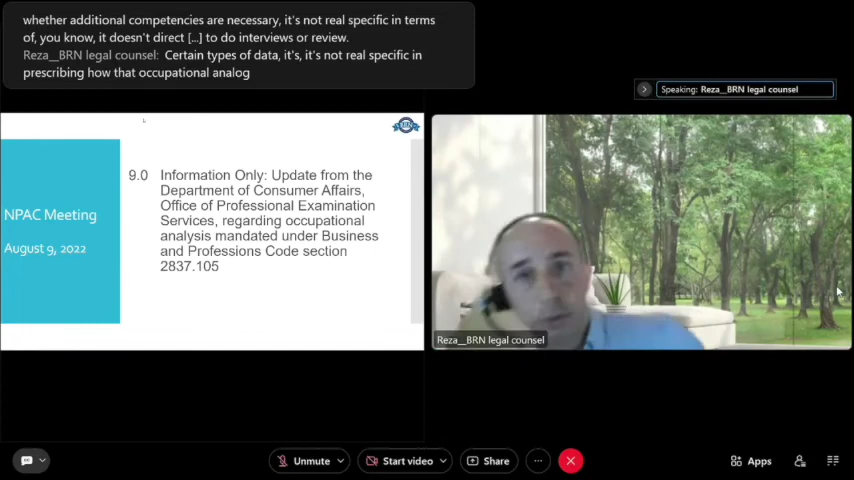 whether additional competencies are necessary, it's not real specific in terms
of, you know, it doesn't direct [...] to do interviews or review.
Reza__BRN legal counsel: Certain types of data, it's, it's not real specific in
prescribing how that occupational analog
Speaking: Reza__BRN legal counsel
NPAC Meeting
August 9, 2022
9.0 Information Only: Update from the
Department of Consumer Affairs,
Office of Professional Examination
Services, regarding occupational
analysis mandated under Business
and Professions Code section
2837.105
Reza__BRN legal counsel
Unmute
Start video
Share
Apps